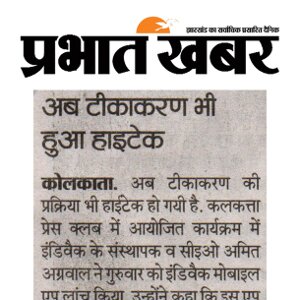 झारखंड का सर्वाधिक प्रसारित दैनिक
प्रभात खबर
अब टीकाकरण भी
हुआ हाइटेक
कोलकाता. अब टीकाकरण की
प्रक्रिया भी हाइटेक हो गयी है. कलकत्ता
प्रेस क्लब में आयोजित कार्यक्रम में
इंडिवैक के संस्थापक व सीइओ अमित
अग्रवाल ने गुरुवार को इंडिवैक मोबाइल
एप लांच किया. उन्होंने कहा कि इस एप